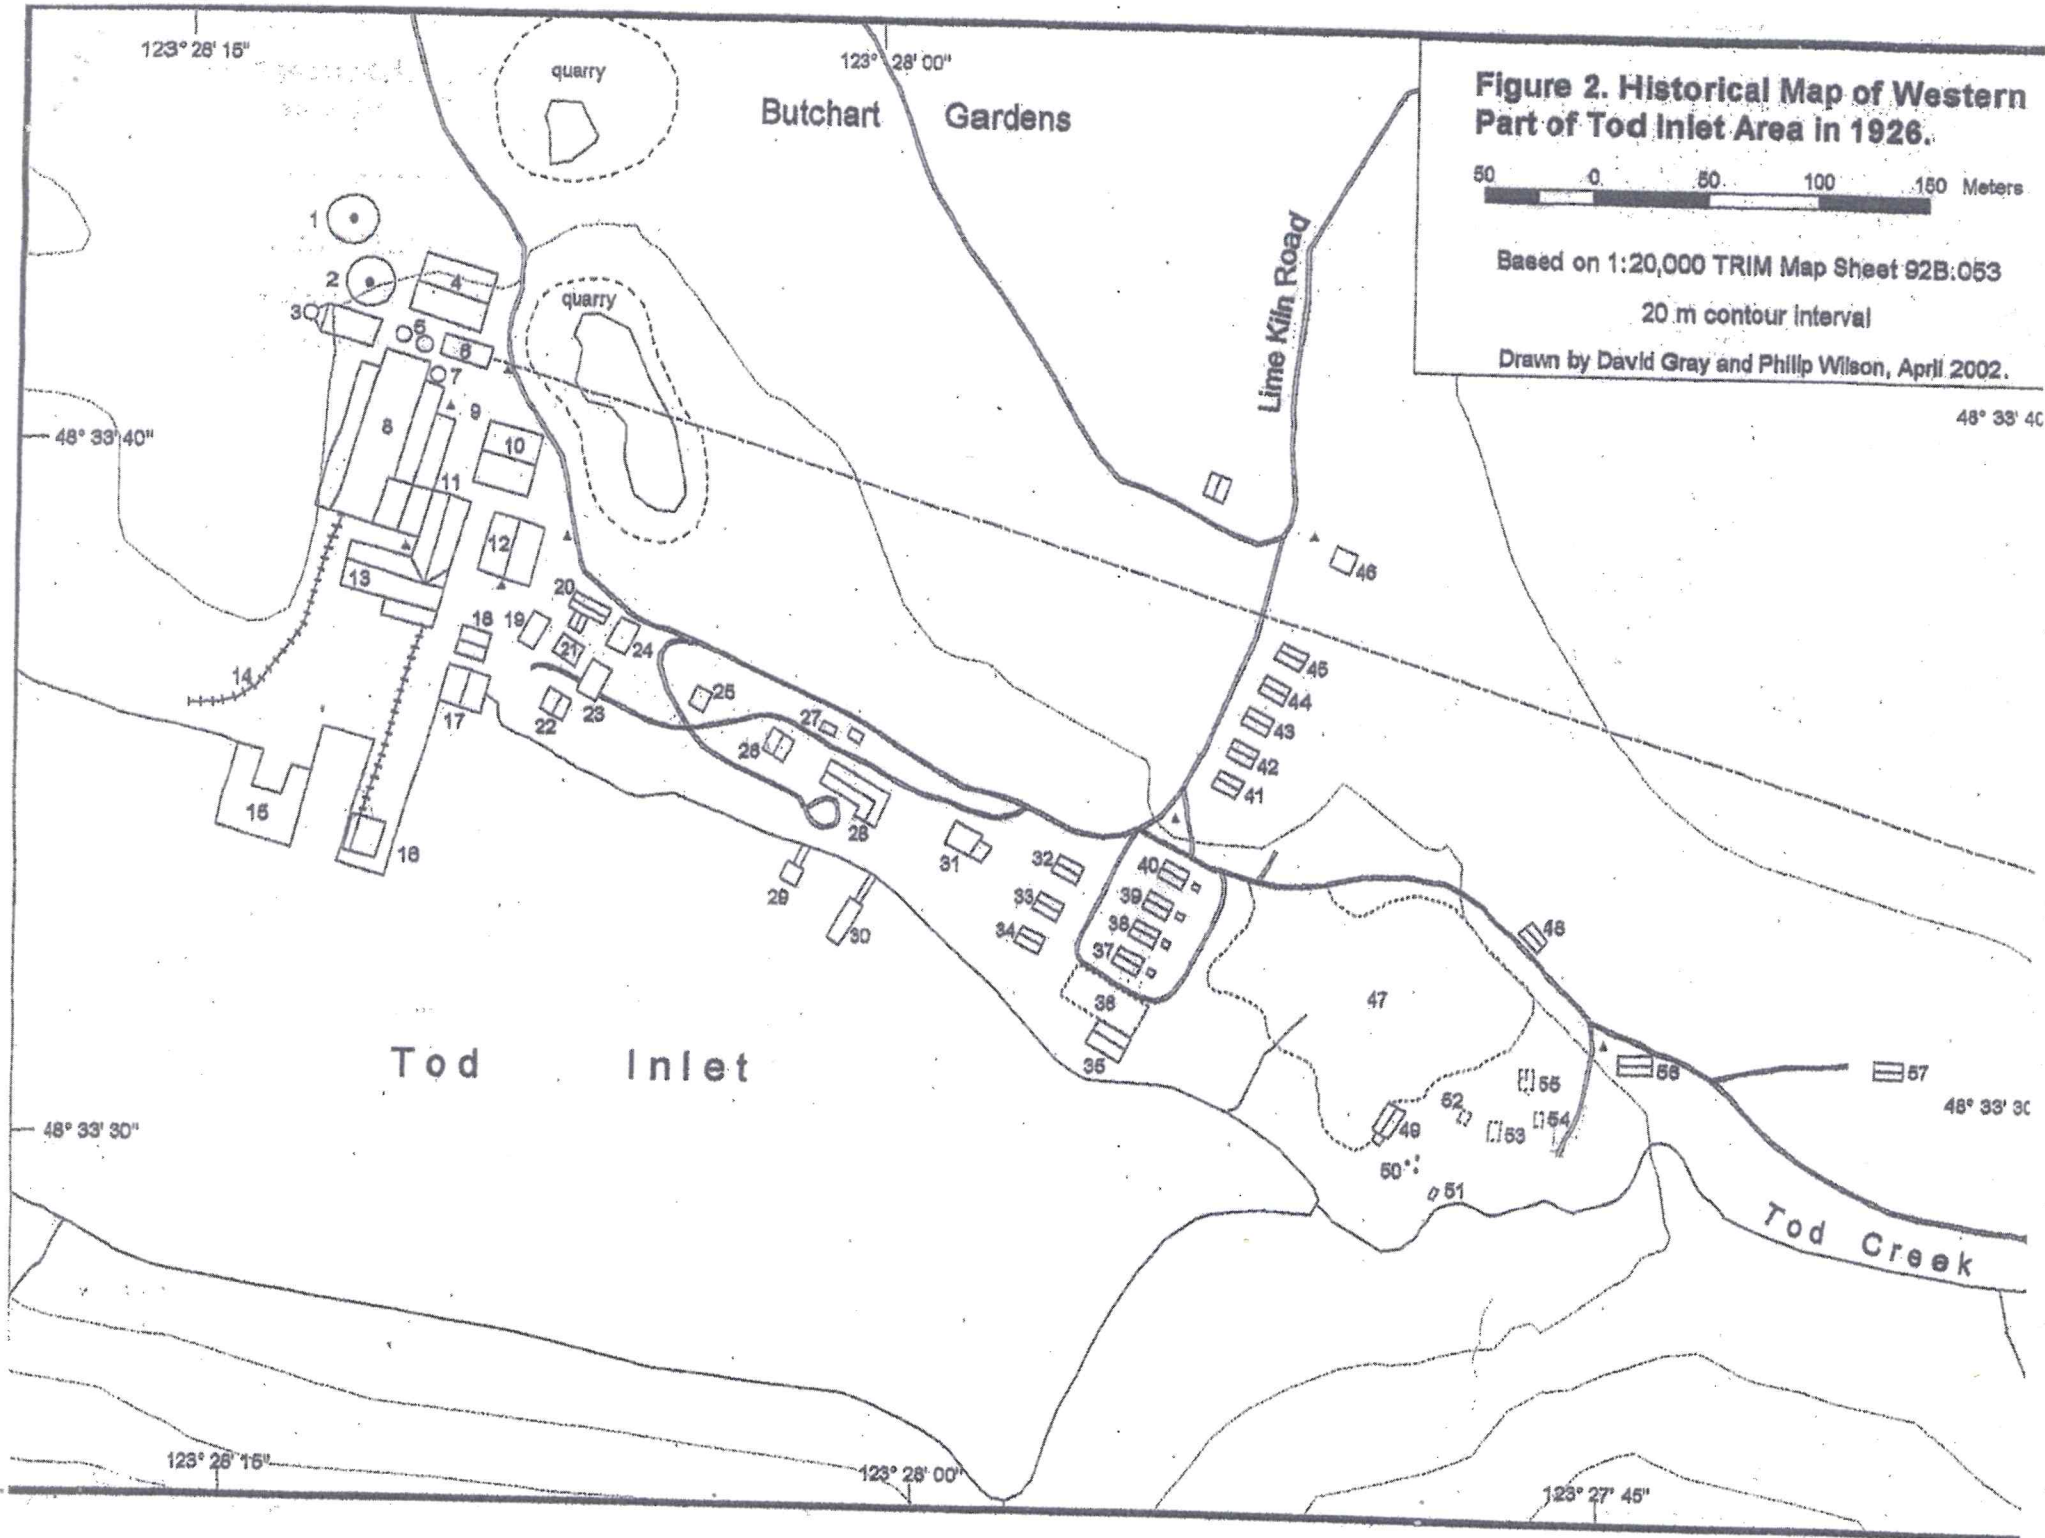 123° 28' 15"
123° 28' 00"
quarry
Butchart Gardens
Figure 2. Historical Map of Western
Part of Tod Inlet Area in 1926.
50 0 50 100 150 Meters
Based on 1:20,000 TRIM Map Sheet 92B.053
20 m contour interval
Drawn by David Gray and Philip Wilson, April 2002.
Lime Kiln Road
quarry
48° 33' 40"
48° 33' 40
1
2
3
4
5
6
7
8
9
10
11
12
13
14
15
16
17
18
19
20
21
22
23
24
25
26
27
28
29
30
31
32
33
34
35
36
37
38
39
40
41
42
43
44
45
46
47
48
49
50
51
52
53
54
55
56
57
Tod Inlet
48° 33' 30"
48° 33' 30
Tod Creek
123° 28' 15"
123° 28' 00"
123° 27' 45"